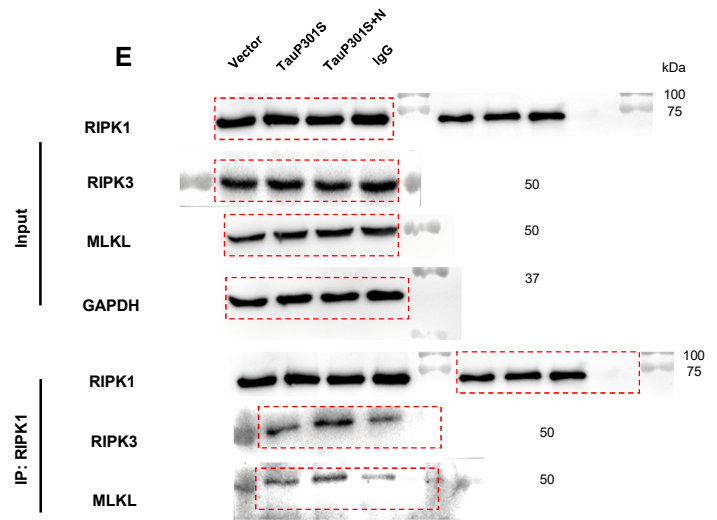 E
Vector
TauP301S
TauP301S+N
IgG
kDa
100
75
RIPK1
Input
RIPK3
50
MLKL
50
37
GAPDH
IP: RIPK1
RIPK1
100
75
RIPK3
50
MLKL
50